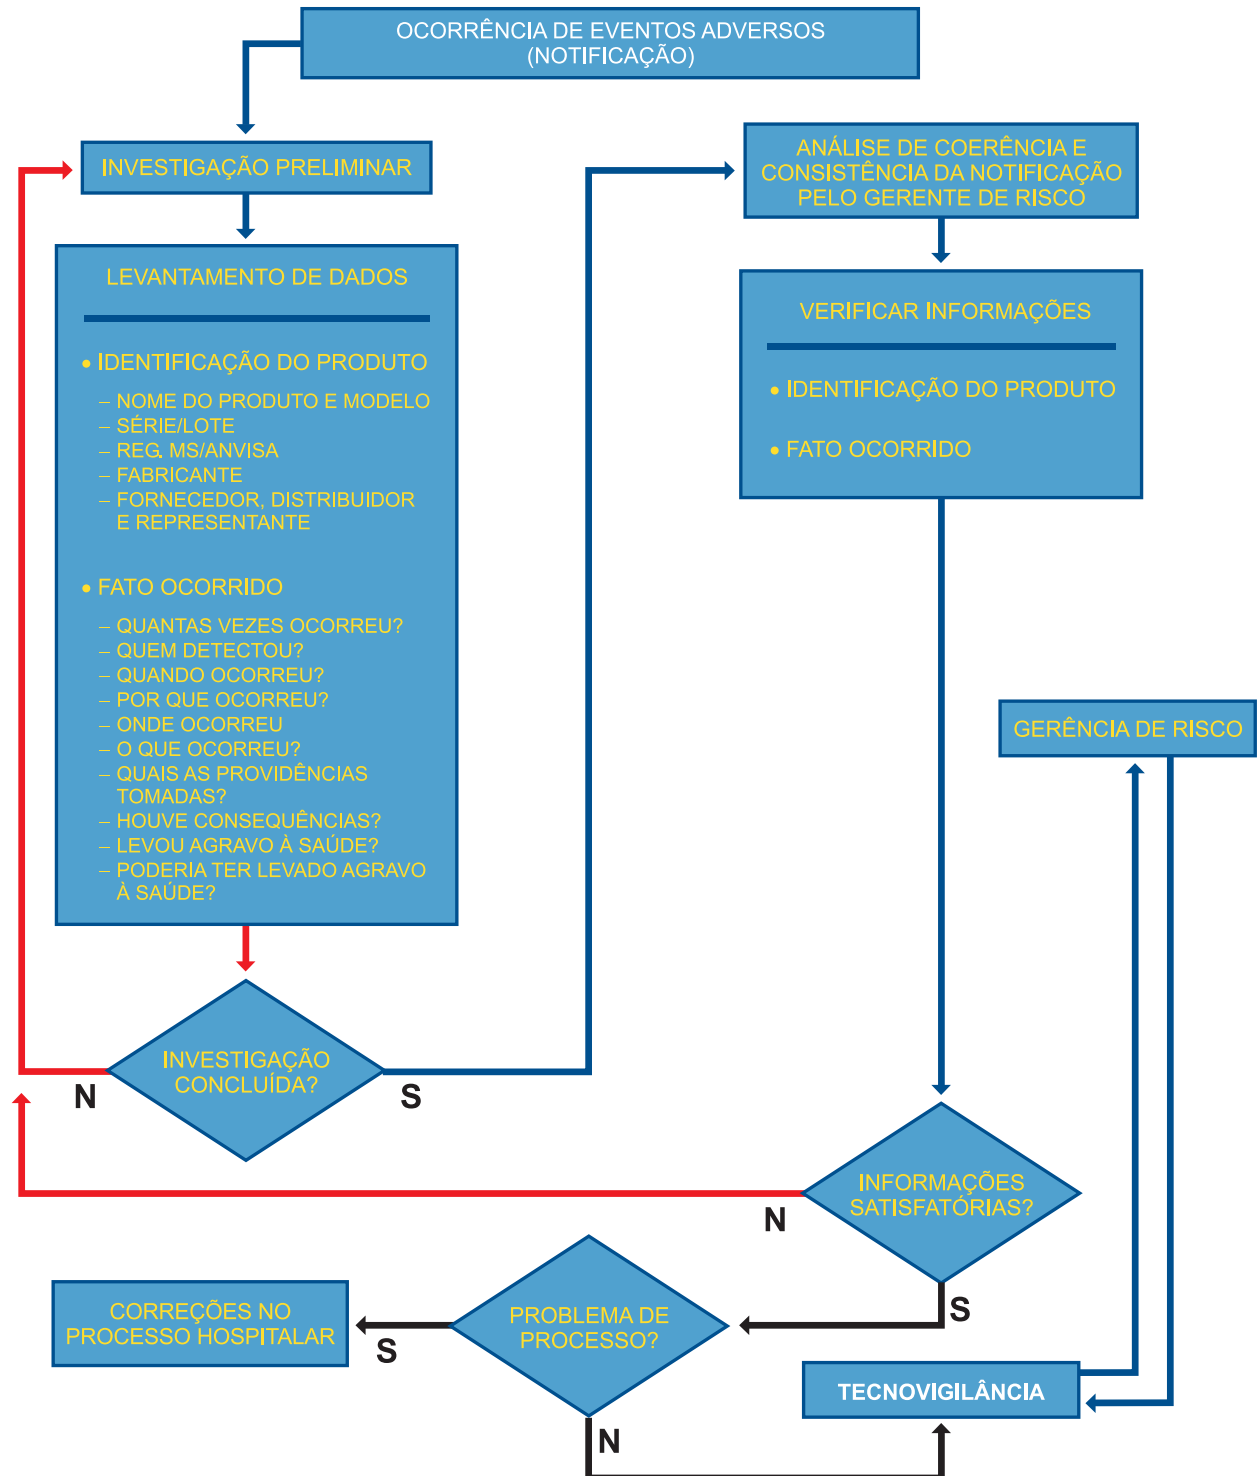 OCORRÊNCIA DE EVENTOS ADVERSOS
(NOTIFICAÇÃO)
INVESTIGAÇÃO PRELIMINAR
LEVANTAMENTO DE DADOS
• IDENTIFICAÇÃO DO PRODUTO
– NOME DO PRODUTO E MODELO
– SÉRIE/LOTE
– REG. MS/ANVISA
– FABRICANTE
– FORNECEDOR, DISTRIBUIDOR
E REPRESENTANTE
• FATO OCORRIDO
– QUANTAS VEZES OCORREU?
– QUEM DETECTOU?
– QUANDO OCORREU?
– POR QUE OCORREU?
– ONDE OCORREU
– O QUE OCORREU?
– QUAIS AS PROVIDÊNCIAS
TOMADAS?
– HOUVE CONSEQUÊNCIAS?
– LEVOU AGRAVO À SAÚDE?
– PODERIA TER LEVADO AGRAVO
À SAÚDE?
INVESTIGAÇÃO
CONCLUÍDA?
N
S
ANÁLISE DE COERÊNCIA E
CONSISTÊNCIA DA NOTIFICAÇÃO
PELO GERENTE DE RISCO
VERIFICAR INFORMAÇÕES
• IDENTIFICAÇÃO DO PRODUTO
• FATO OCORRIDO
INFORMAÇÕES
SATISFATÓRIAS?
N
S
PROBLEMA DE
PROCESSO?
S
N
CORREÇÕES NO
PROCESSO HOSPITALAR
TECNOVIGILÂNCIA
GERÊNCIA DE RISCO